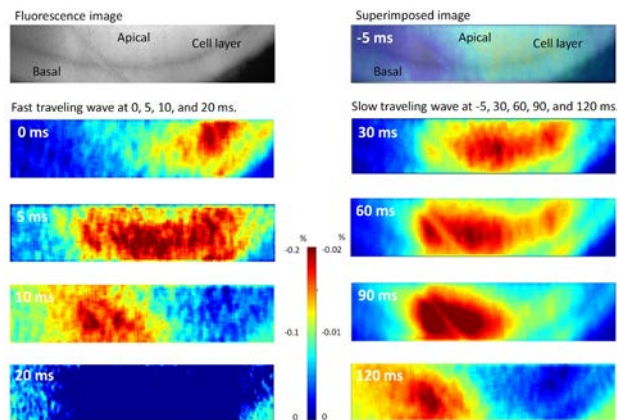 Fluorescence image
Apical
Cell layer
Basal
Fast traveling wave at 0, 5, 10, and 20 ms.
0 ms
5 ms
10 ms
20 ms
% %
-0.2 -0.02
-0.1 -0.01
0 0
Superimposed image
-5 ms
Apical
Cell layer
Basal
Slow traveling wave at -5, 30, 60, 90, and 120 ms.
30 ms
60 ms
90 ms
120 ms